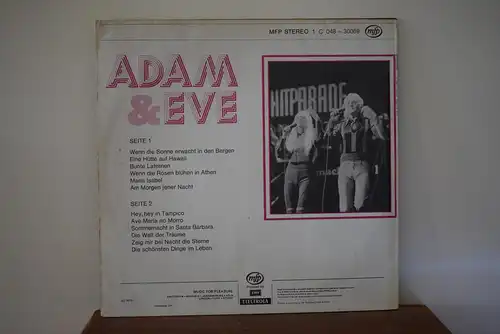 MFP STEREO 1 C 048 – 30069
mfp
ADAM
& EVE
SEITE 1
Wenn die Sonne erwacht in den Bergen
Eine Hütte auf Hawaii
Bunte Laternen
Wenn die Rosen blühen in Athen
Maria Isabel
Am Morgen jener Nacht
SEITE 2
Hey, hey in Tampico
Ave Maria no Morro
Sommernacht in Santa Barbara
Die Welt der Träume
Zeig mir bei Nacht die Sterne
Die schönsten Dinge im Leben
HITPARADE
MUSIC FOR PLEASURE
mfp
EMI
ELECTROLA